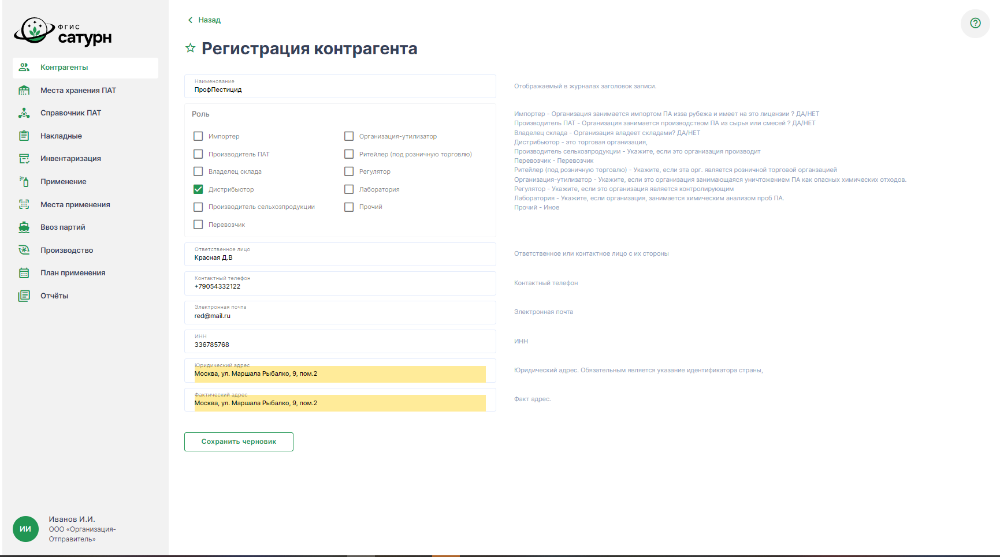 ФГИС
сатурн
Контрагенты
Места хранения ПАТ
Справочник ПАТ
Накладные
Инвентаризация
Применение
Места применения
Ввоз партий
Производство
План применения
Отчёты
ИИ
Иванов И.И.
ООО «Организация-
Отправитель»
Назад
Регистрация контрагента
Наименование
ПрофПестицид
Отображаемый в журналах заголовок записи.
Роль
Импортер
Производитель ПАТ
Владелец склада
Дистрибьютор
Производитель сельхозпродукции
Перевозчик
Организация-утилизатор
Ритейлер (под розничную торговлю)
Регулятор
Лаборатория
Прочий
Импортер - Организация занимается импортом ПА изза рубежа и имеет на это лицензии ? ДА/НЕТ
Производитель ПАТ - Организация занимается производством ПА из сырья или смесей ? ДА/НЕТ
Владелец склада - Организация владеет складами? ДА/НЕТ
Дистрибьютор - это торговая организация,
Производитель сельхозпродукции - Укажите, если это организация производит
Перевозчик - Перевозчик
Ритейлер (под розничную торговлю) - Укажите, если эта орг. является розничной торговой органзацией
Организация-утилизатор - Укажите, если это организация занимающаяся уничтожением ПА как опасных химических отходов.
Регулятор - Укажите, если это организация является контролирующим
Лаборатория - Укажите, если организация, занимается химическим анализом проб ПА.
Прочий - Иное
Ответственное лицо
Красная Д.В
Ответственное или контактное лицо с их стороны
Контактный телефон
+79054332122
Контактный телефон
Электронная почта
red@mail.ru
Электронная почта
ИНН
336785768
ИНН
Юридический адрес
Москва, ул. Маршала Рыбалко, 9, пом.2
Юридический адрес. Обязательным является указание идентификатора страны,
Фактический адрес
Москва, ул. Маршала Рыбалко, 9, пом.2
Факт адрес.
Сохранить черновик